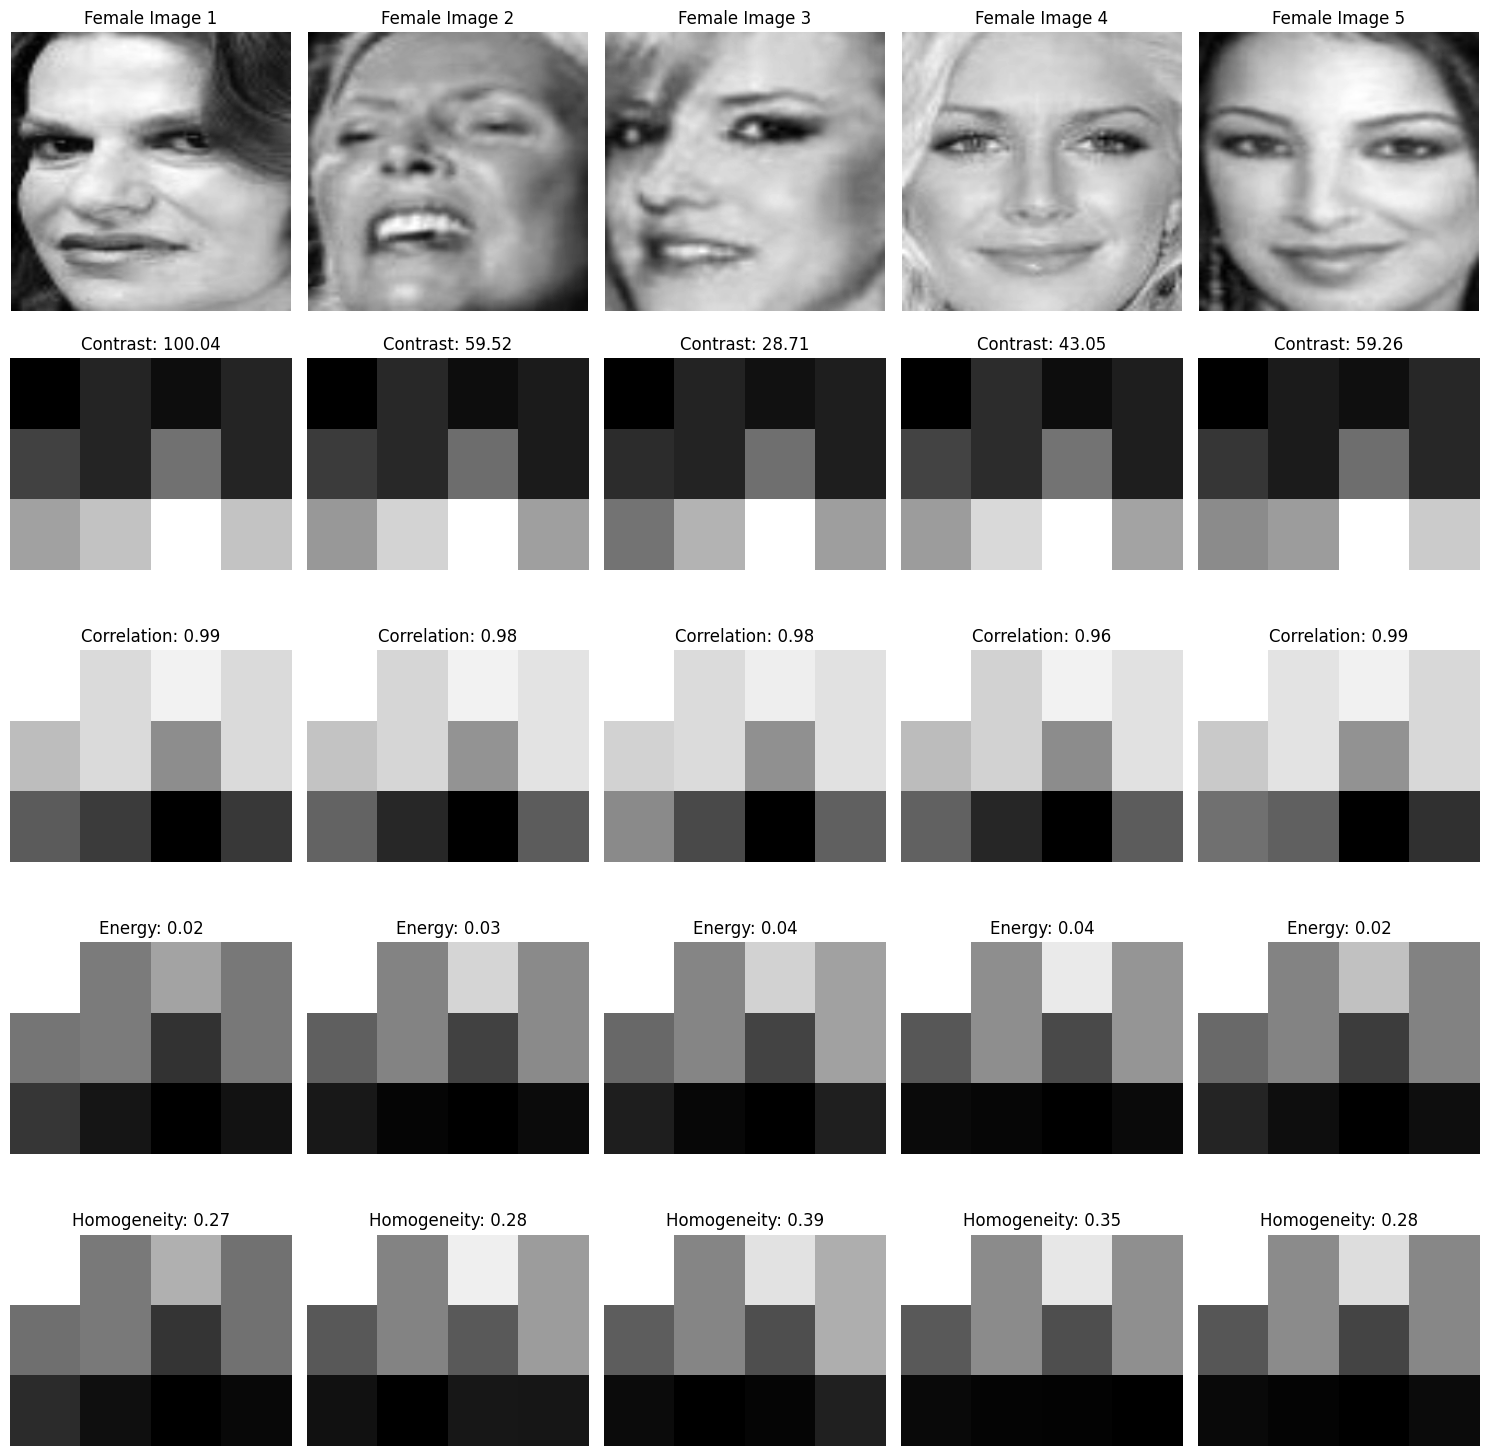 Female Image 1 Female Image 2 Female Image 3 Female Image 4 Female Image 5
Contrast: 100.04 Contrast: 59.52 Contrast: 28.71 Contrast: 43.05 Contrast: 59.26
Correlation: 0.99 Correlation: 0.98 Correlation: 0.98 Correlation: 0.96 Correlation: 0.99
Energy: 0.02 Energy: 0.03 Energy: 0.04 Energy: 0.04 Energy: 0.02
Homogeneity: 0.27 Homogeneity: 0.28 Homogeneity: 0.39 Homogeneity: 0.35 Homogeneity: 0.28